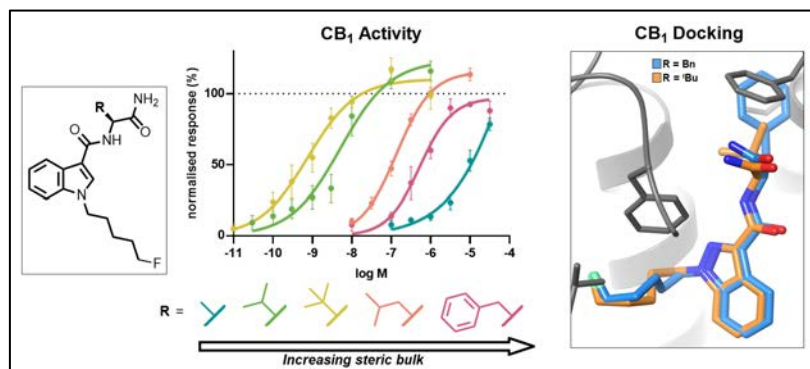 CB₁ Activity
CB₁ Docking
normalised response (%)
100
50
0
-11 -10 -9 -8 -7 -6 -5 -4
log M
R
NH₂
O
O
NH
N
F
R = Bn
R = ᵗBu
R =
Increasing steric bulk